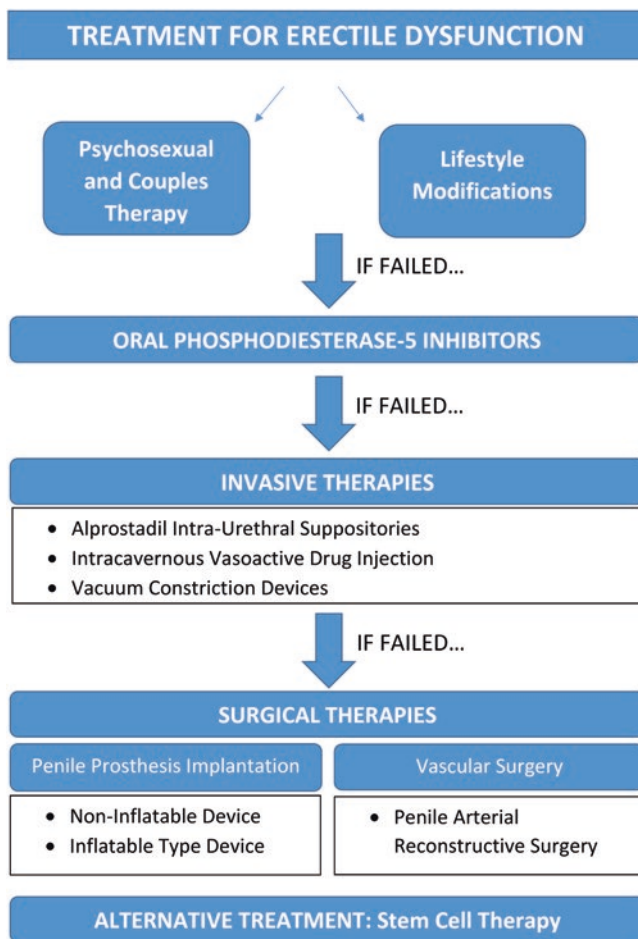 TREATMENT FOR ERECTILE DYSFUNCTION
Psychosexual
and Couples
Therapy
Lifestyle
Modifications
IF FAILED...
ORAL PHOSPHODIESTERASE-5 INHIBITORS
IF FAILED...
INVASIVE THERAPIES
• Alprostadil Intra-Urethral Suppositories
• Intracavernous Vasoactive Drug Injection
• Vacuum Constriction Devices
IF FAILED...
SURGICAL THERAPIES
Penile Prosthesis Implantation
• Non-Inflatable Device
• Inflatable Type Device
Vascular Surgery
• Penile Arterial
Reconstructive Surgery
ALTERNATIVE TREATMENT: Stem Cell Therapy